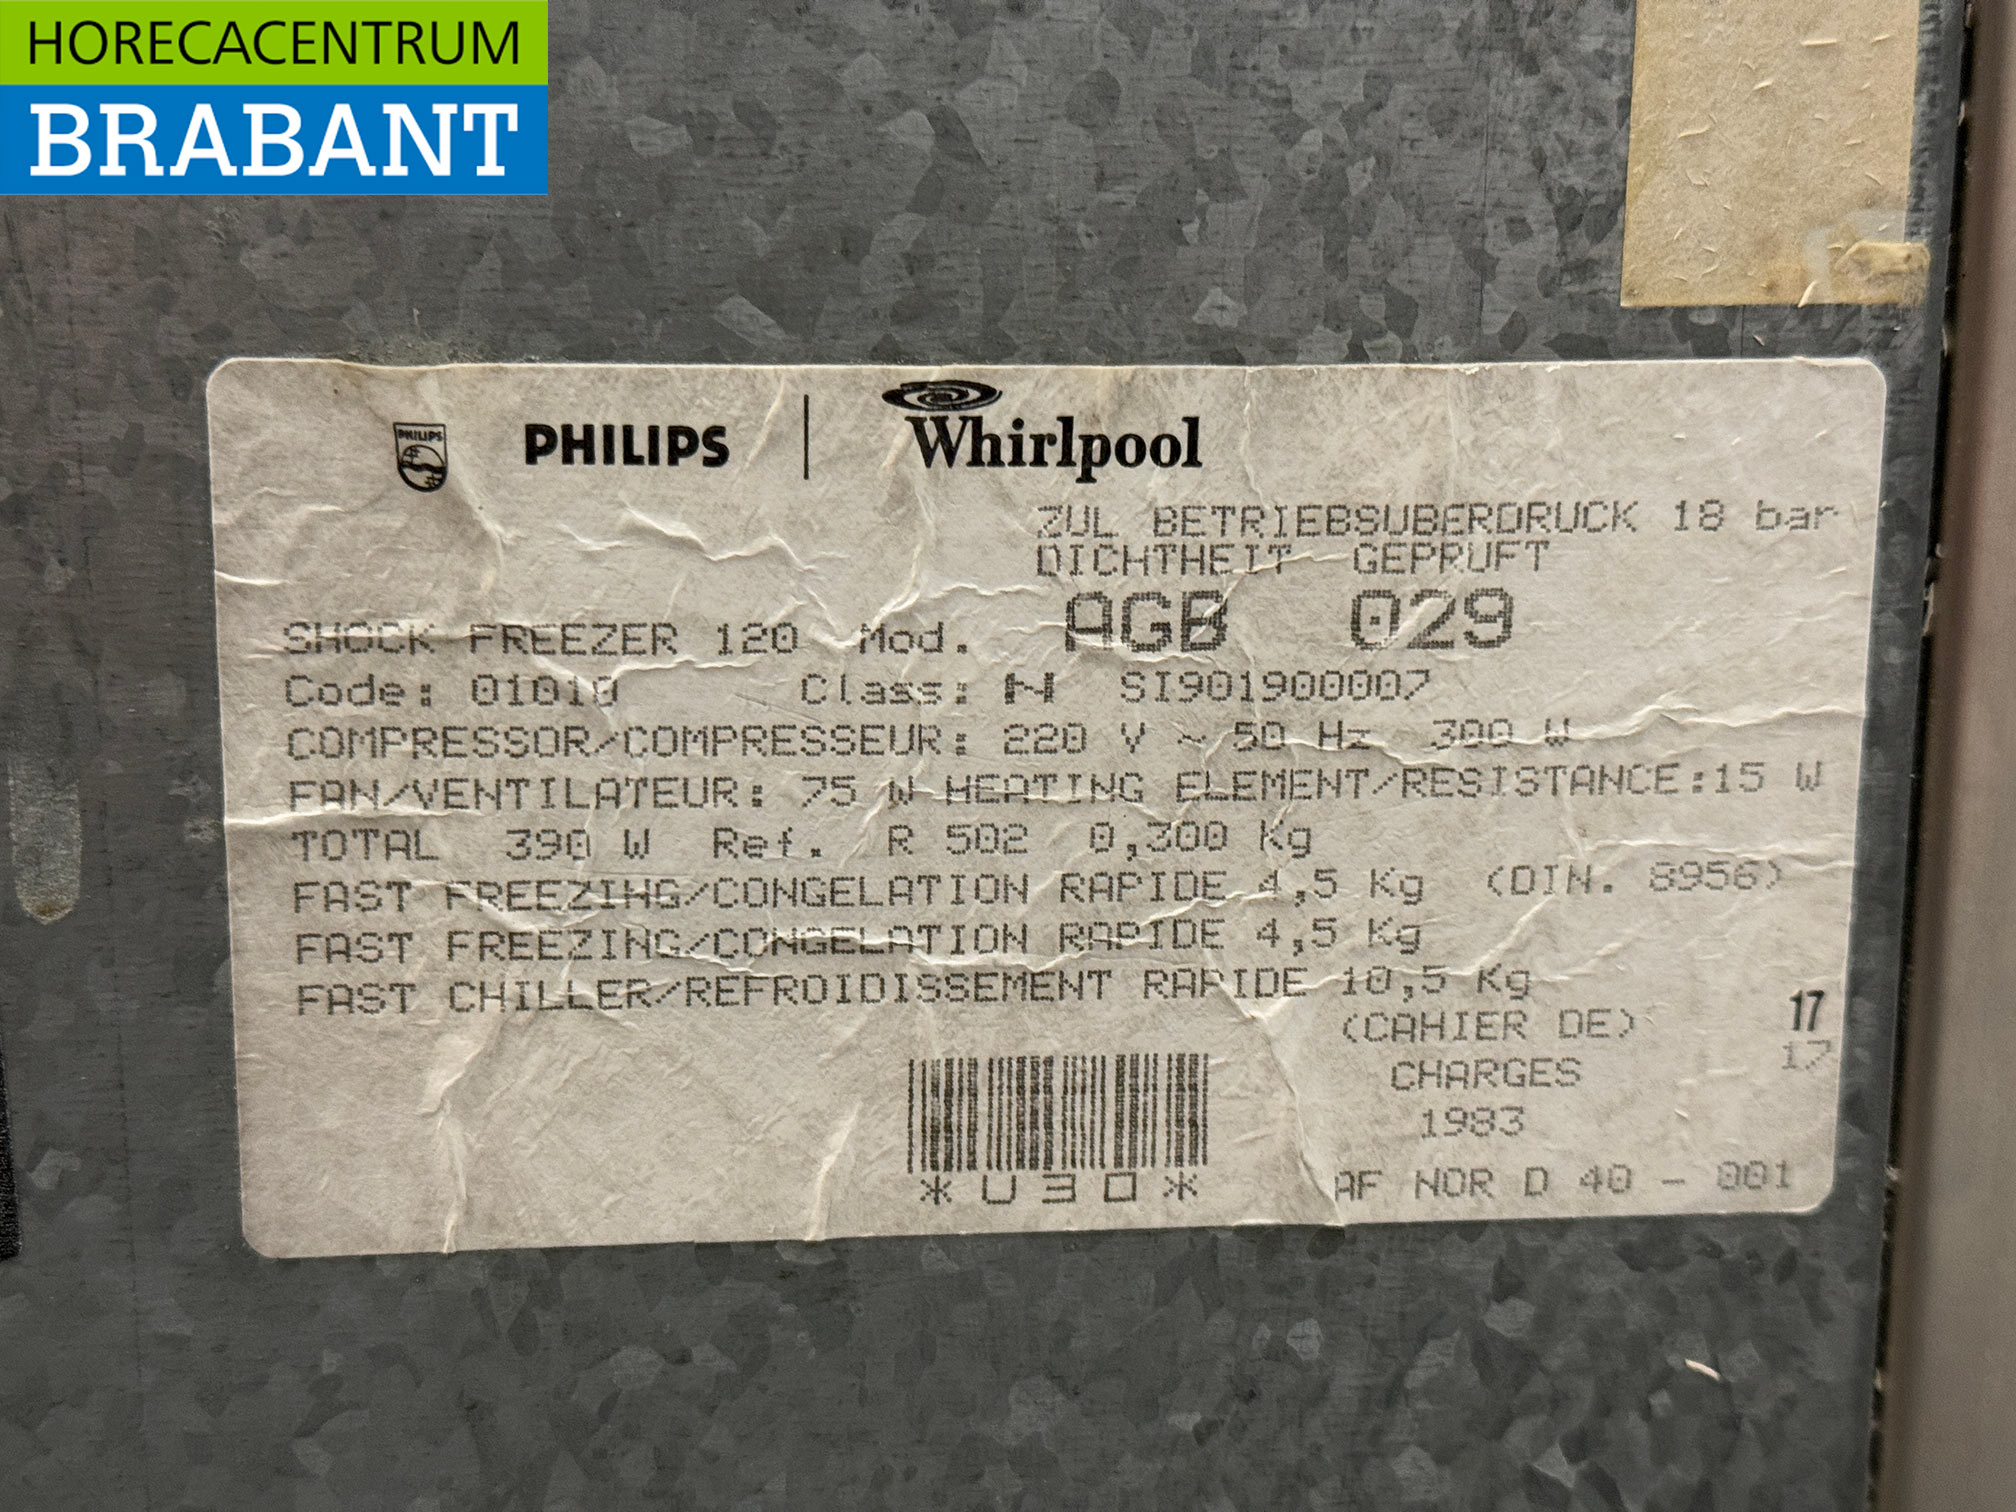 HORECACENTRUM
BRABANT
PHILIPS
PHILIPS | Whirlpool
ZUL BETRIEBSUBERDRUCK 18 bar
DICHTHEIT GEPRUFT
SHOCK FREEZER 120 Mod. AGB 029
Code: 01010 Class: N SI901900007
COMPRESSOR/COMPRESSEUR: 220 V ~ 50 Hz 300 W
FAN/VENTILATEUR: 75 W HEATING ELEMENT/RESISTANCE:15 W
TOTAL 390 W Ref. R 502 0,300 Kg
FAST FREEZING/CONGELATION RAPIDE 4,5 Kg (DIN. 8956)
FAST FREEZING/CONGELATION RAPIDE 4,5 Kg
FAST CHILLER/REFROIDISSEMENT RAPIDE 10,5 Kg
(CAHIER DE) 17
CHARGES 17
1983
*U30*
AF NOR D 40 - 001